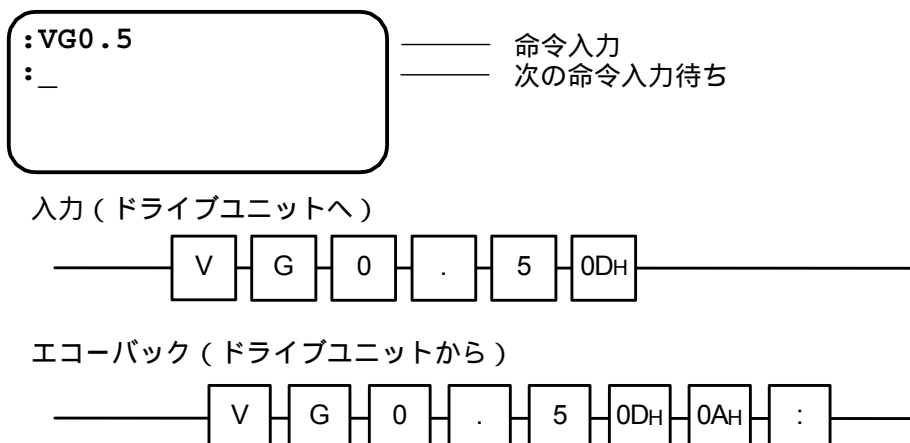 :VG0.5 命令入力
:_ 次の命令入力待ち
入力(ドライブユニットへ)
V G 0 . 5 0DH
エコーバック(ドライブユニットから)
V G 0 . 5 0DH 0AH :